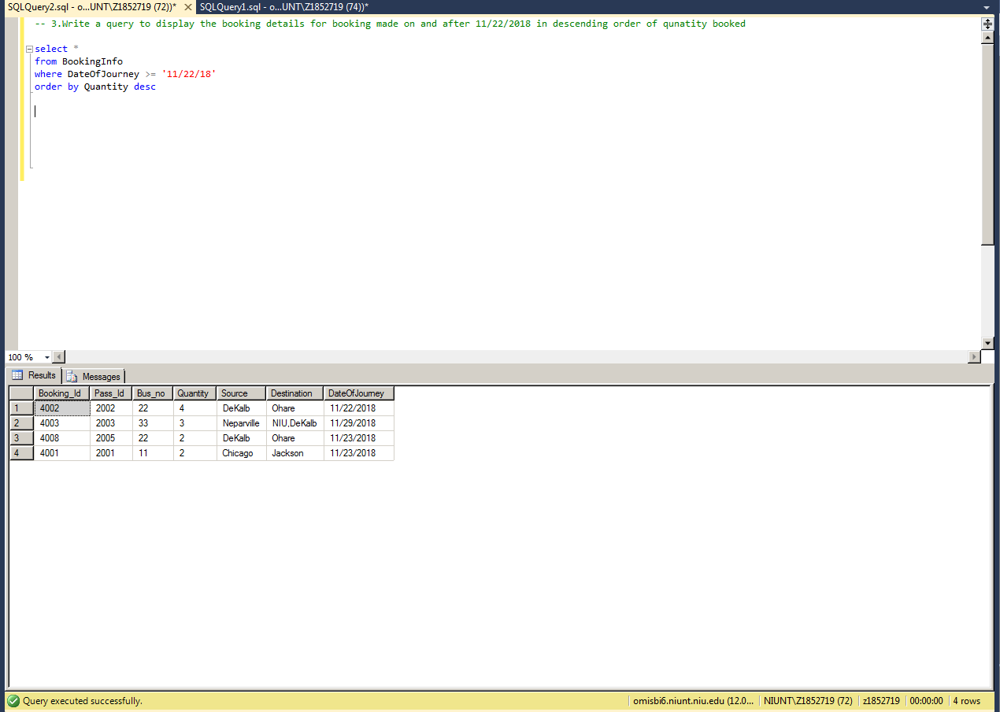 SQLQuery2.sql - o...UNT\Z1852719 (72))* SQLQuery1.sql - o...UNT\Z1852719 (74))*
-- 3.Write a query to display the booking details for booking made on and after 11/22/2018 in descending order of qunatity booked
select *
from BookingInfo
where DateOfJourney >= '11/22/18'
order by Quantity desc
100 %
Results Messages
Booking_Id Pass_Id Bus_no Quantity Source Destination DateOfJourney
1 4002 2002 22 4 DeKalb Ohare 11/22/2018
2 4003 2003 33 3 Neparville NIU,DeKalb 11/29/2018
3 4008 2005 22 2 DeKalb Ohare 11/23/2018
4 4001 2001 11 2 Chicago Jackson 11/23/2018
Query executed successfully. omisbi6.niunt.niu.edu (12.0... NIUNT\Z1852719 (72) z1852719 00:00:00 4 rows